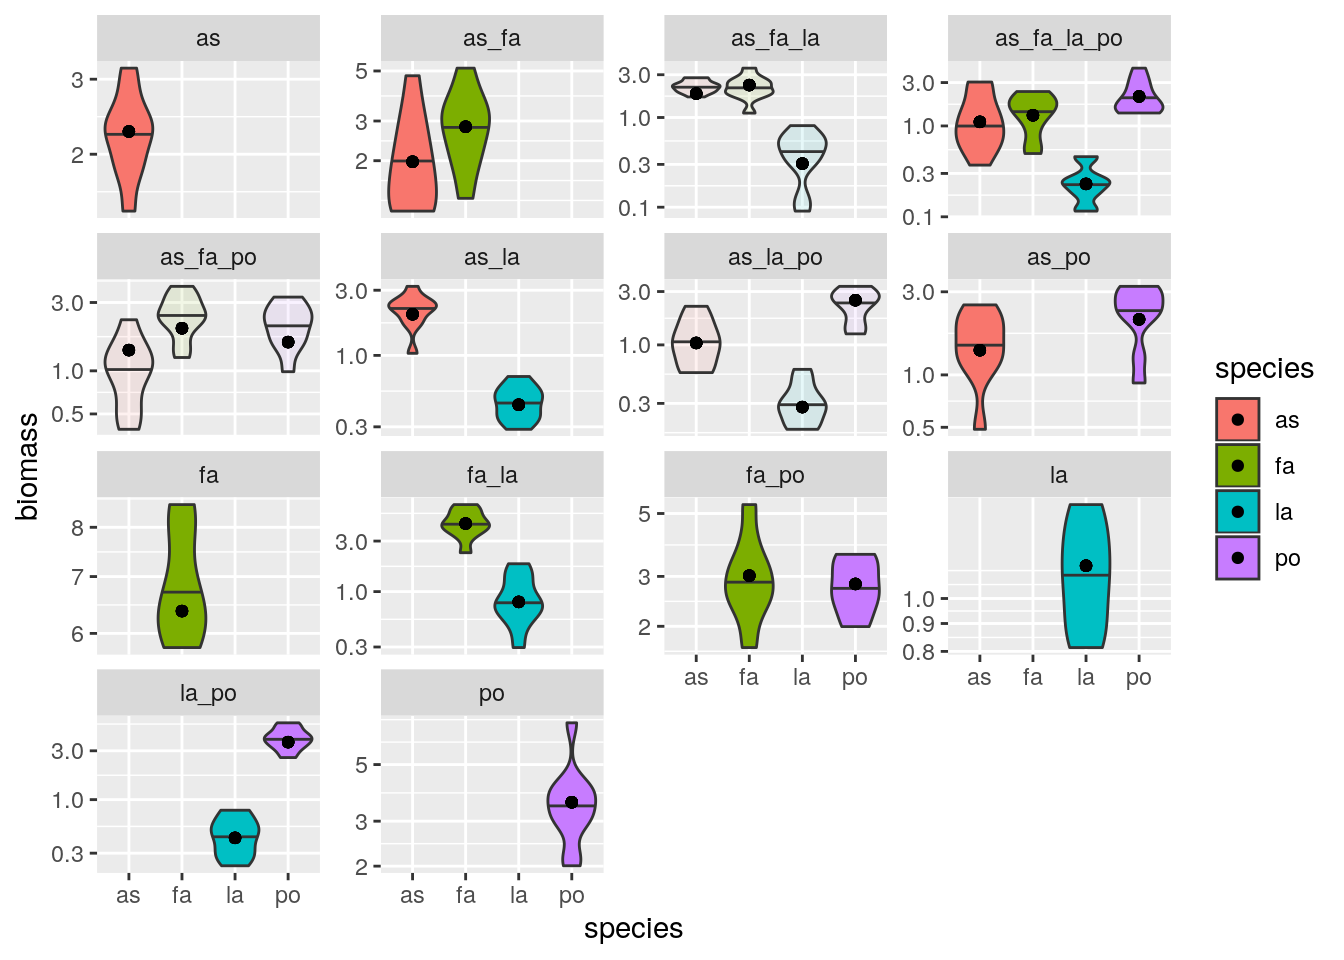 as
as_fa
as_fa_la
as_fa_la_po
3
2
5
3
2
3.0
1.0
0.3
0.1
3.0
1.0
0.3
0.1
as_fa_po
as_la
as_la_po
as_po
3.0
1.0
0.5
3.0
1.0
0.3
3.0
1.0
0.3
3.0
1.0
0.5
biomass
fa
fa_la
fa_po
la
8
7
6
3.0
1.0
0.3
5
3
2
1.0
0.9
0.8
as fa la po
as fa la po
la_po
po
3.0
1.0
0.3
5
3
2
as fa la po
as fa la po
species
species
as
fa
la
po